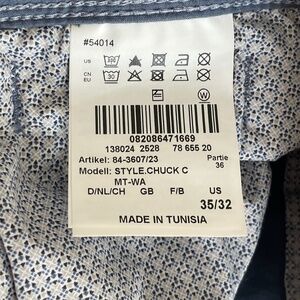 #54014
US
CN
EU
W
082086471669
138024 2528 78 655 20
Artikel: 84-3607/23 Partie
36
Modell: STYLE.CHUCK C
MT-WA
D/NL/CH GB F/B US
35/32
MADE IN TUNISIA